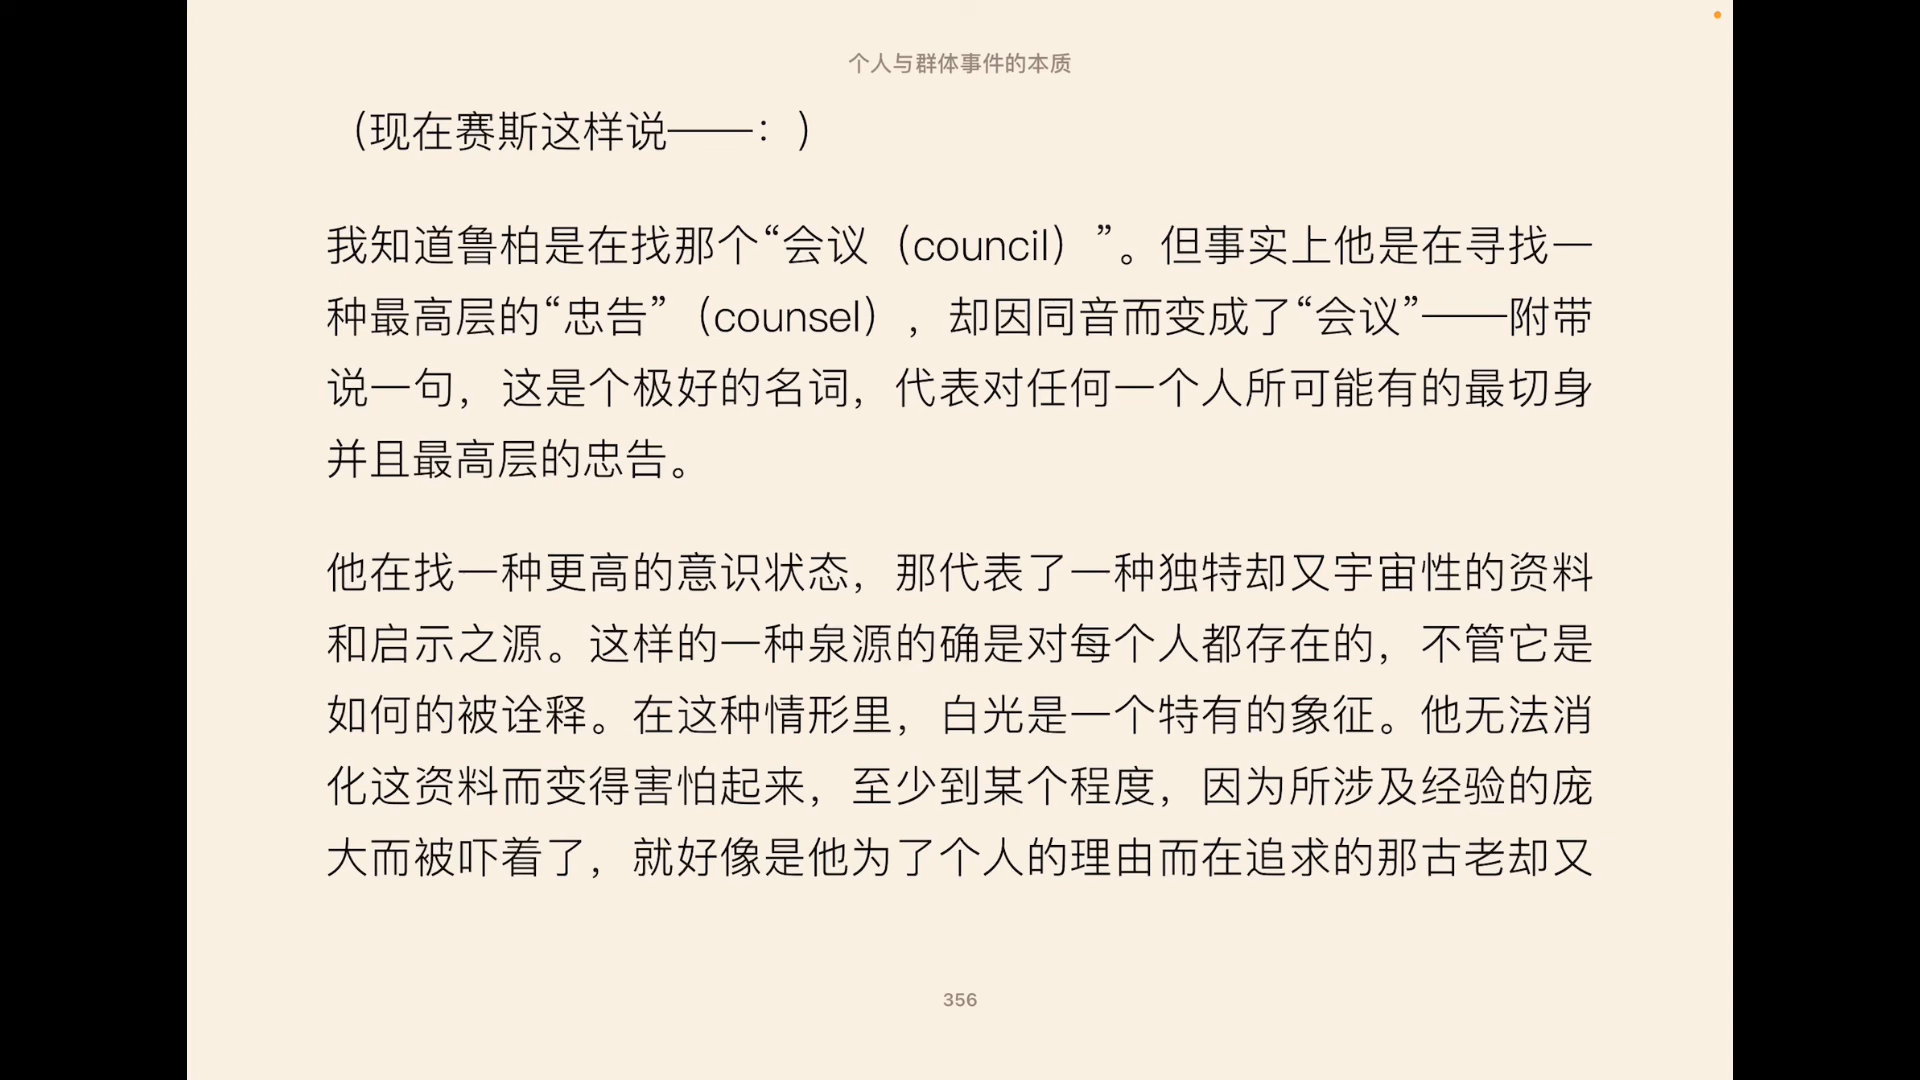 个人与群体事件的本质
（现在赛斯这样说——：）
我知道鲁柏是在找那个“会议（council）”。但事实上他是在寻找一
种最高层的“忠告”（counsel），却因同音而变成了“会议”——附带
说一句，这是个极好的名词，代表对任何一个人所可能有的最切身
并且最高层的忠告。
他在找一种更高的意识状态，那代表了一种独特却又宇宙性的资料
和启示之源。这样的一种泉源的确是对每个人都存在的，不管它是
如何的被诠释。在这种情形里，白光是一个特有的象征。他无法消
化这资料而变得害怕起来，至少到某个程度，因为所涉及经验的庞
大而被吓着了，就好像是他为了个人的理由而在追求的那古老却又
356